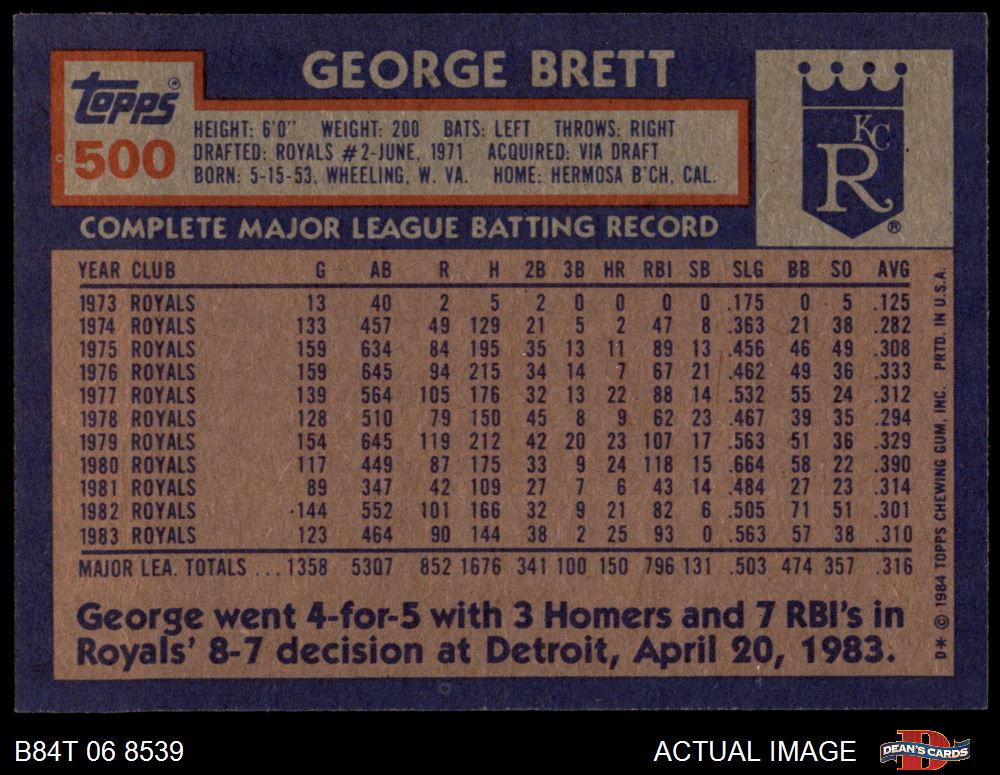 GEORGE BRETT
Topps®
500
HEIGHT: 6'0" WEIGHT: 200 BATS: LEFT THROWS: RIGHT
DRAFTED: ROYALS #2-JUNE, 1971 ACQUIRED: VIA DRAFT
BORN: 5-15-53, WHEELING, W. VA. HOME: HERMOSA B'CH, CAL.
KC
R
®
COMPLETE MAJOR LEAGUE BATTING RECORD
YEAR CLUB G AB R H 2B 3B HR RBI SB SLG BB SO AVG
1973 ROYALS 13 40 2 5 2 0 0 0 0 .175 0 5 .125
1974 ROYALS 133 457 49 129 21 5 2 47 8 .363 21 38 .282
1975 ROYALS 159 634 84 195 35 13 11 89 13 .456 46 49 .308
1976 ROYALS 159 645 94 215 34 14 7 67 21 .462 49 36 .333
1977 ROYALS 139 564 105 176 32 13 22 88 14 .532 55 24 .312
1978 ROYALS 128 510 79 150 45 8 9 62 23 .467 39 35 .294
1979 ROYALS 154 645 119 212 42 20 23 107 17 .563 51 36 .329
1980 ROYALS 117 449 87 175 33 9 24 118 15 .664 58 22 .390
1981 ROYALS 89 347 42 109 27 7 6 43 14 .484 27 23 .314
1982 ROYALS 144 552 101 166 32 9 21 82 6 .505 71 51 .301
1983 ROYALS 123 464 90 144 38 2 25 93 0 .563 57 38 .310
MAJOR LEA. TOTALS ... 1358 5307 852 1676 341 100 150 796 131 .503 474 357 .316
George went 4-for-5 with 3 Homers and 7 RBI's in
Royals' 8-7 decision at Detroit, April 20, 1983.
D* © 1984 TOPPS CHEWING GUM, INC. PRTD. IN U.S.A.
B84T 06 8539
ACTUAL IMAGE
D
DEAN'S CARDS